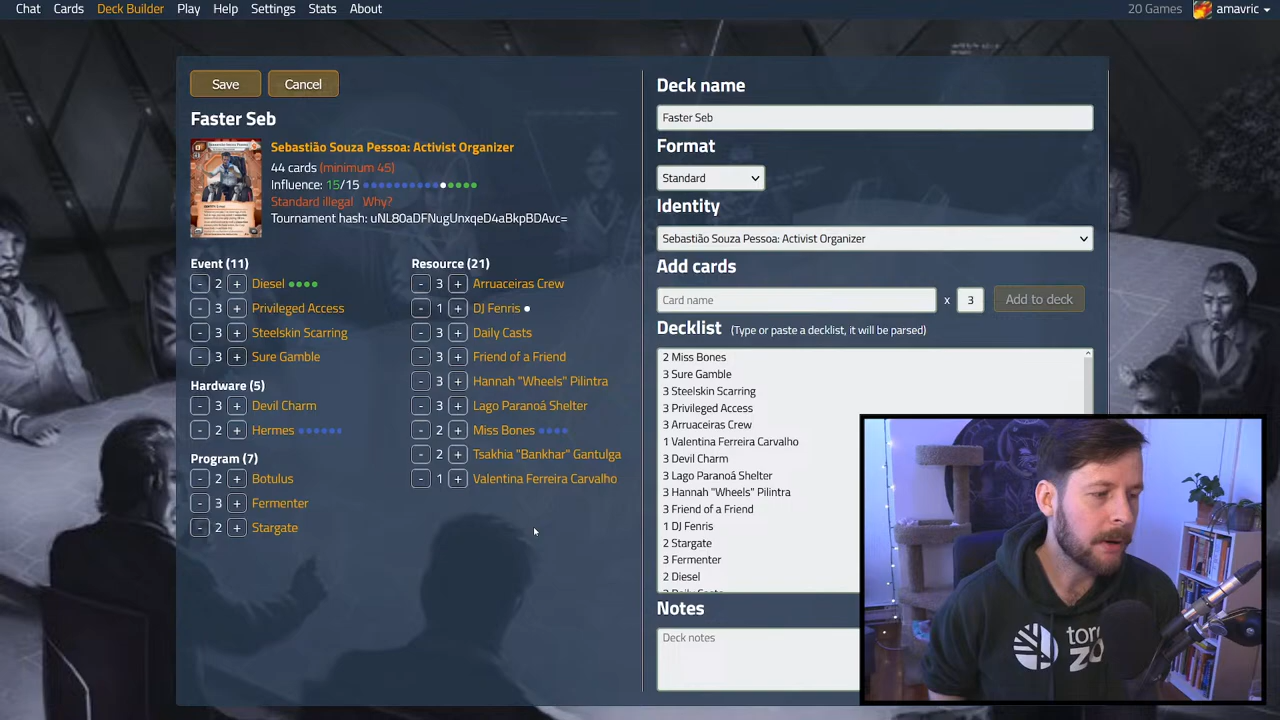 Chat Cards Deck Builder Play Help Settings Stats About
20 Games amavric
Save Cancel
Faster Seb
Sebastião Souza Pessoa: Activist Organizer
44 cards (minimum 45)
Influence: 15/15
Standard illegal Why?
Tournament hash: uNL80aDFNugUnxqeD4aBkpBDAvc=
Event (11)
- 2 + Diesel
- 3 + Privileged Access
- 3 + Steelskin Scarring
- 3 + Sure Gamble
Hardware (5)
- 3 + Devil Charm
- 2 + Hermes
Program (7)
- 2 + Botulus
- 3 + Fermenter
- 2 + Stargate
Resource (21)
- 3 + Arruaceiras Crew
- 1 + DJ Fenris
- 3 + Daily Casts
- 3 + Friend of a Friend
- 3 + Hannah "Wheels" Pilintra
- 3 + Lago Paranoá Shelter
- 2 + Miss Bones
- 2 + Tsakhia "Bankhar" Gantulga
- 1 + Valentina Ferreira Carvalho
Deck name
Faster Seb
Format
Standard
Identity
Sebastião Souza Pessoa: Activist Organizer
Add cards
Card name x 3 Add to deck
Decklist (Type or paste a decklist, it will be parsed)
2 Miss Bones
3 Sure Gamble
3 Steelskin Scarring
3 Privileged Access
3 Arruaceiras Crew
1 Valentina Ferreira Carvalho
3 Devil Charm
3 Lago Paranoá Shelter
3 Hannah "Wheels" Pilintra
3 Friend of a Friend
1 DJ Fenris
2 Stargate
3 Fermenter
2 Diesel
Notes
Deck notes